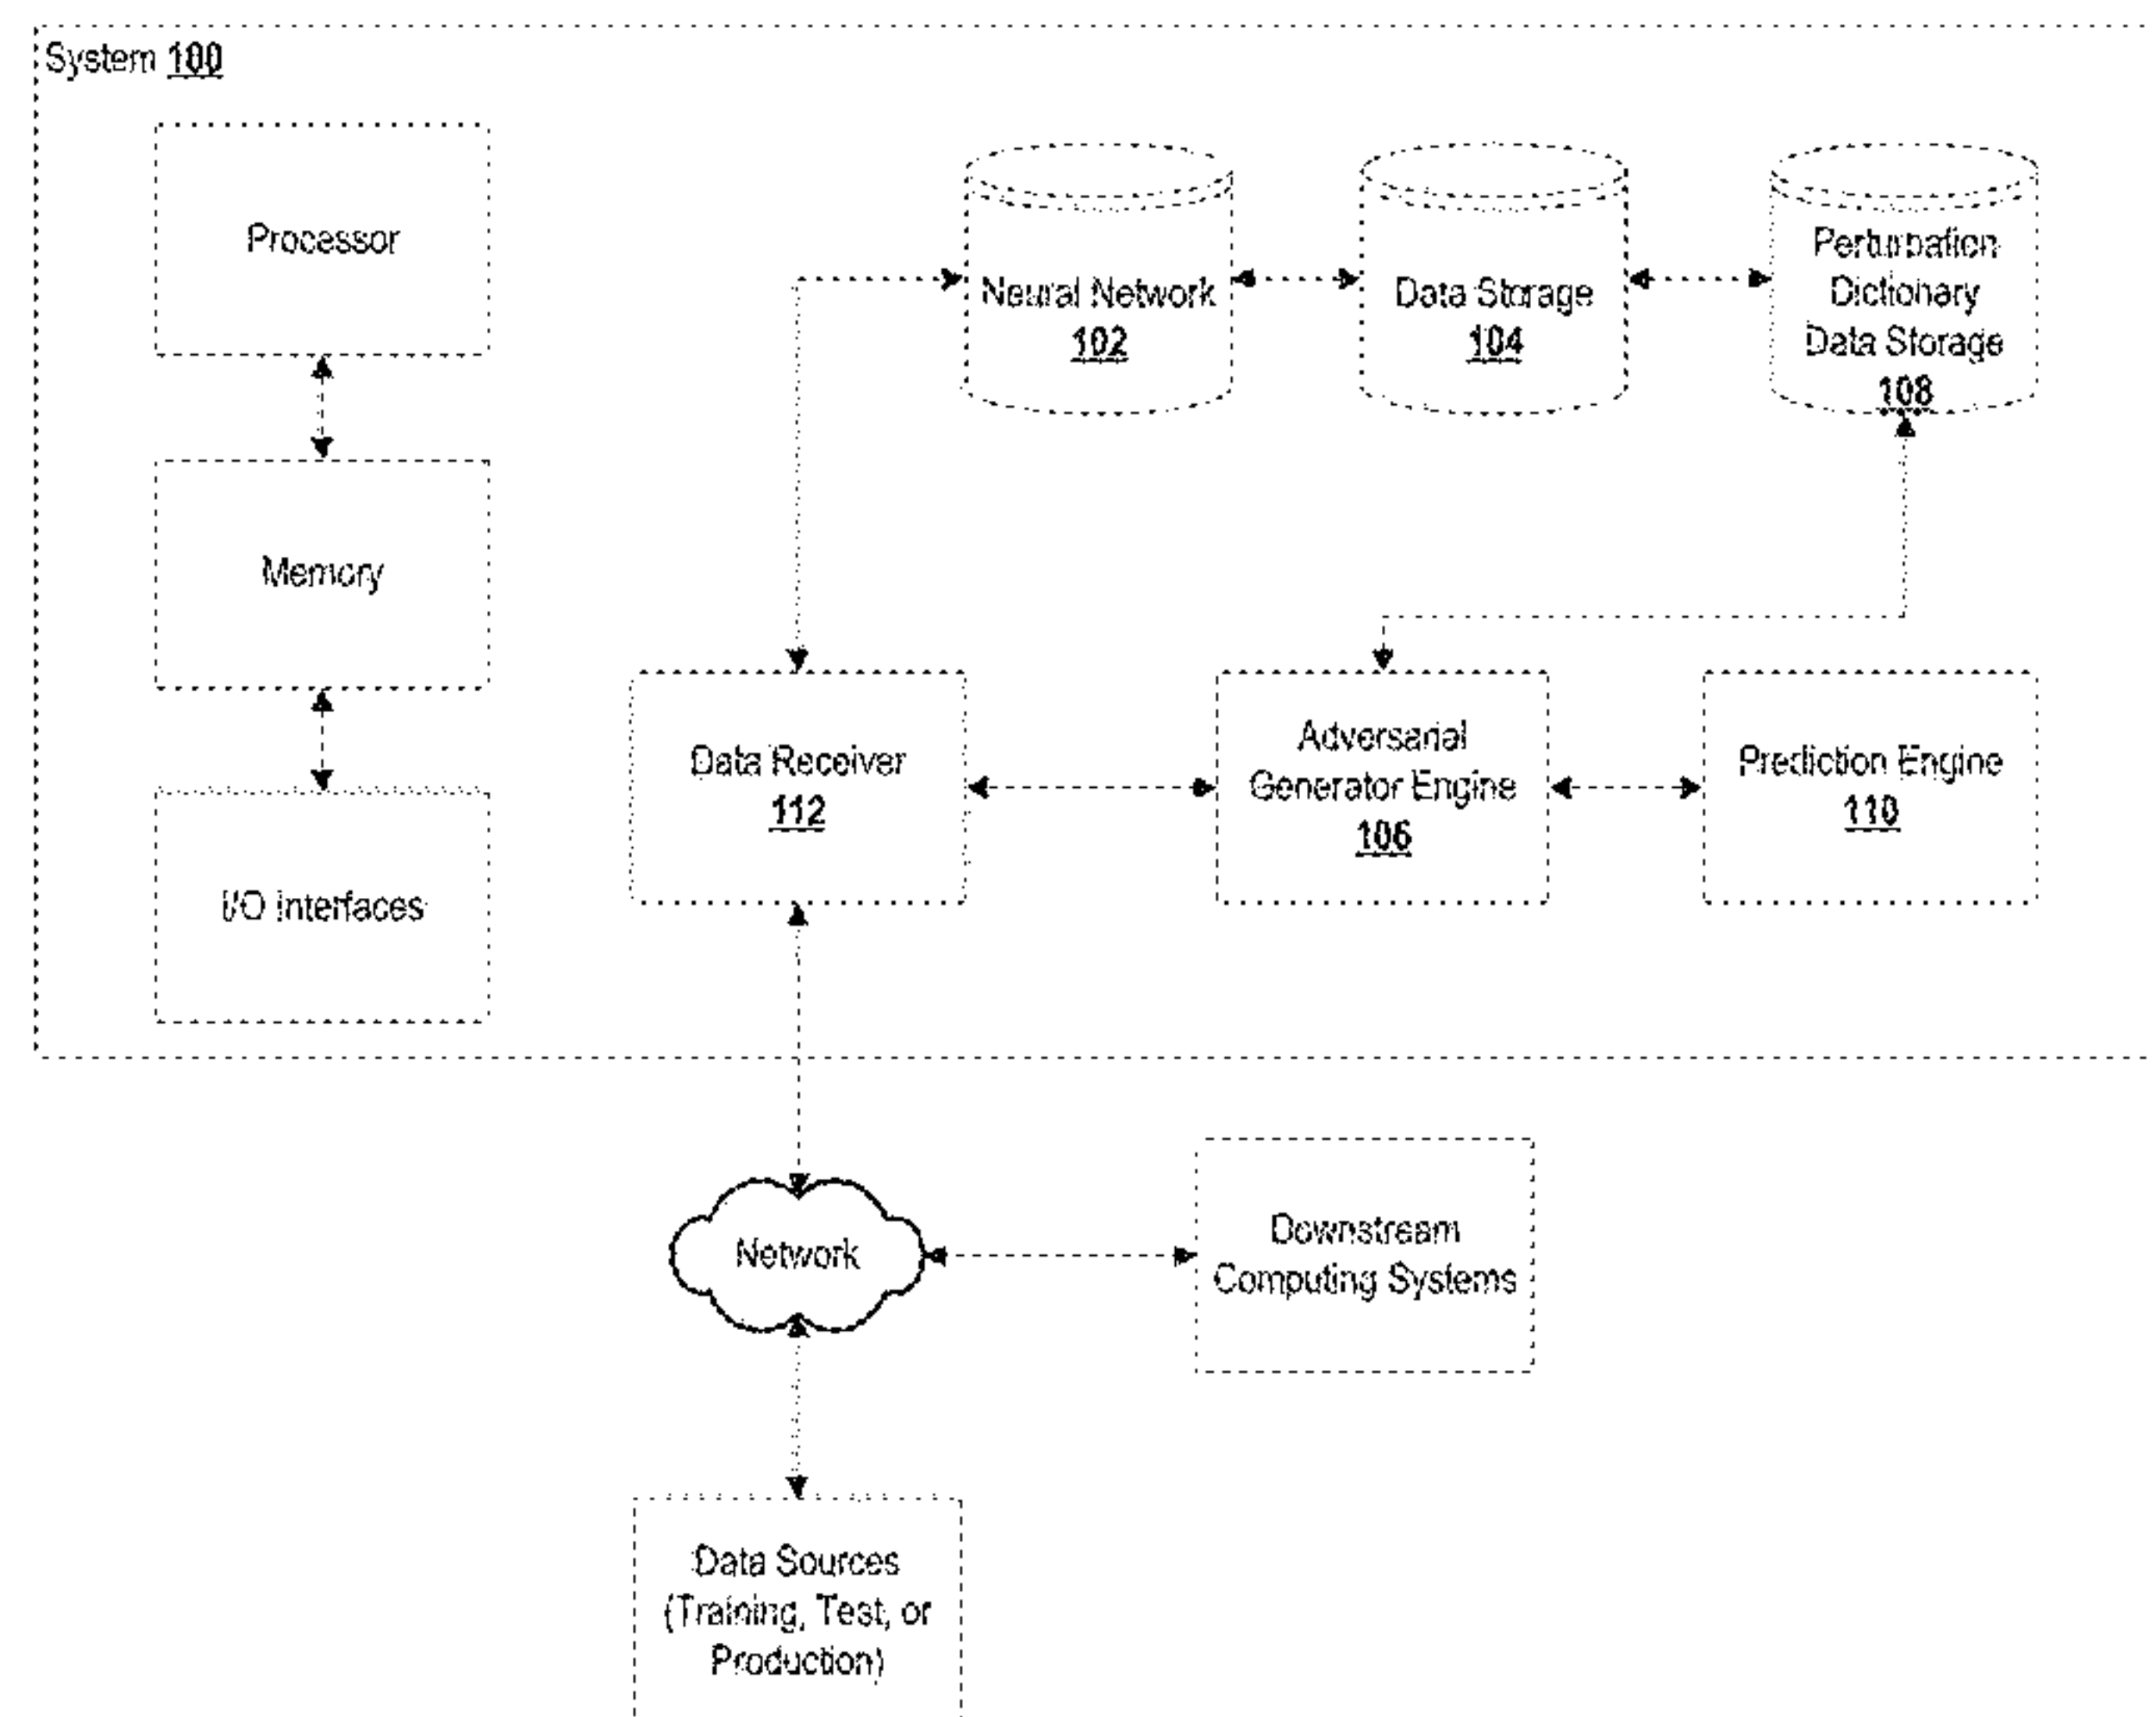 System 100
Processor
Memory
I/O interfaces
Neural Network
102
Data Storage
104
Perturbation
Dictionary
Data Storage
108
Data Receiver
112
Adversarial
Generator Engine
106
Prediction Engine
110
Network
Downstream
Computing Systems
Data Sources
(Training, Test, or
Production)